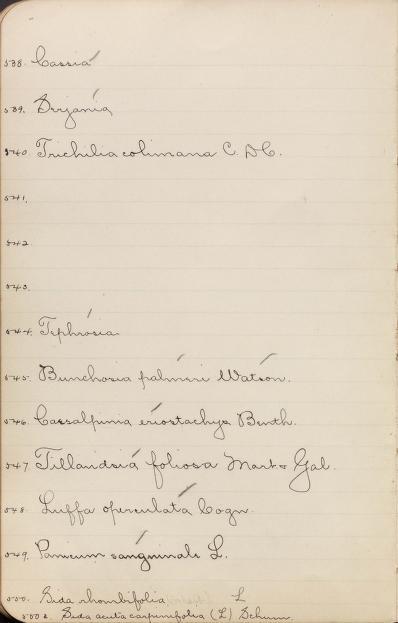 538. Cassia
539. Serjania
540. Trichilia colimana C. DC.
541.
542
543.
544. Tephrosia
545. Bunchosia palmeri Watson.
546. Caesalpinia eriostachys Benth.
547 Tillandsia foliosa Mart & Gal.
548. Luffa operculata Cogn.
549. Panicum sanguinale L.
550. Sida rhombifolia L
550 a. Sida acuta carpinifolia (L) Schum